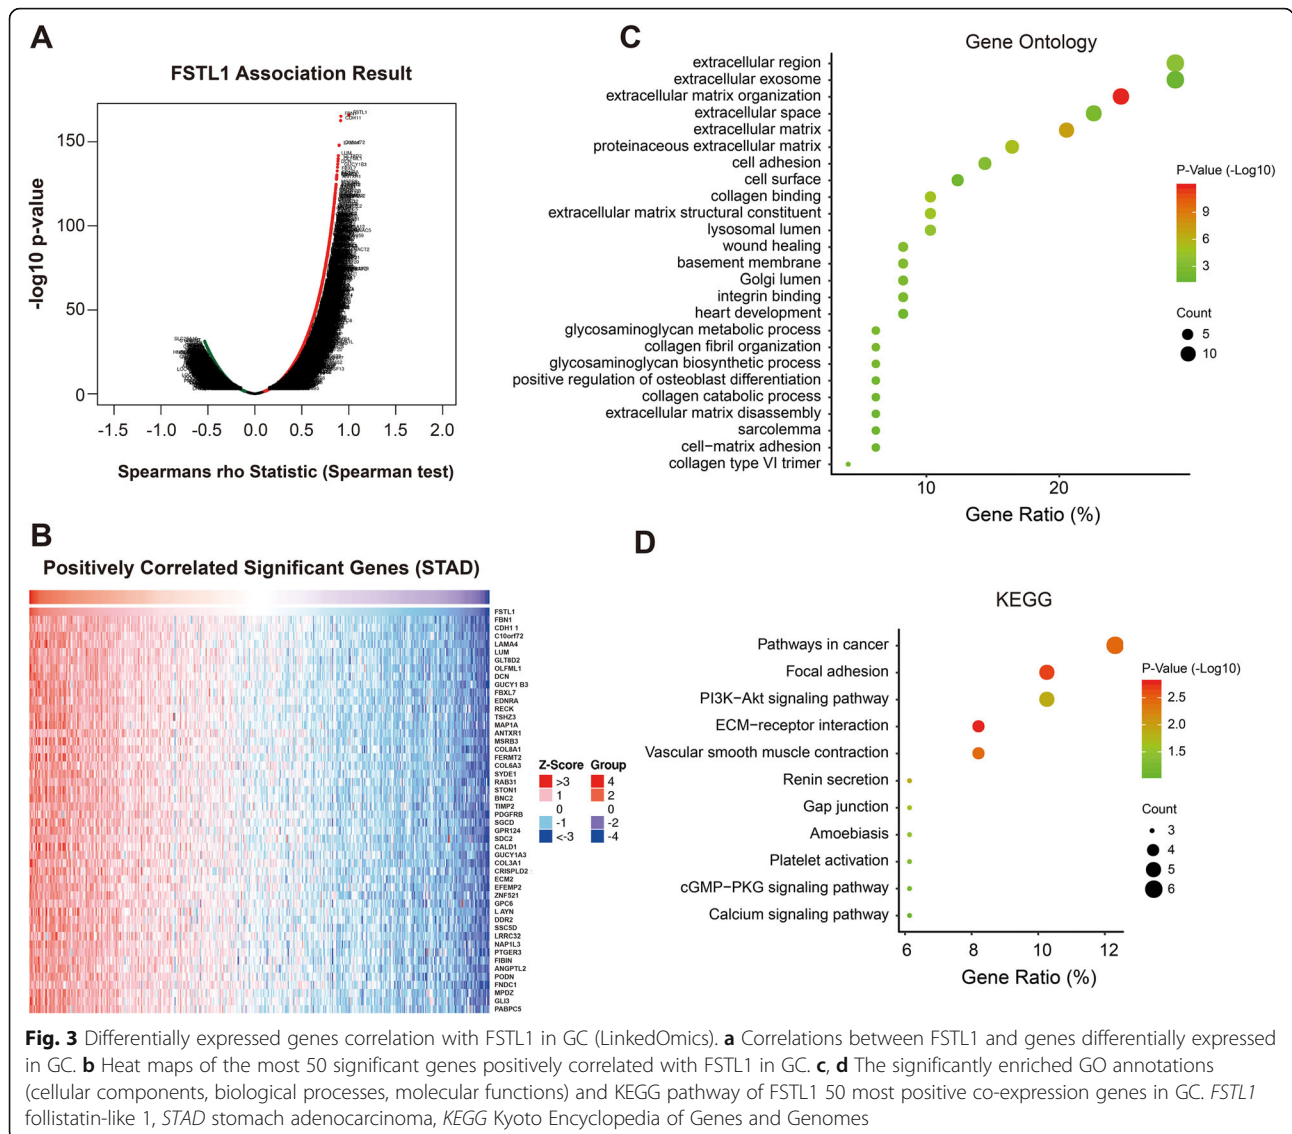 A
FSTL1 Association Result
-log10 p-value
150
100
50
0
-1.5 -1.0 -0.5 0.0 0.5 1.0 1.5 2.0
Spearmans rho Statistic (Spearman test)
FSTL1
CDH11
LUM
GUCY1B3
B
Positively Correlated Significant Genes (STAD)
FSTL1
FBN1
CDH1 1
C10orf72
LAMA4
LUM
GLT8D2
OLFML1
DCN
GUCY1 B3
FBXL7
EDNRA
RECK
TSHZ3
MAP1A
ANTXR1
MSRB3
COL8A1
FERMT2
COL6A3
SYDE1
RAB31
STON1
BNC2
TIMP2
PDGFRB
SGCD
GPR124
SDC2
CALD1
GUCY1A3
COL3A1
CRISPLD2
ECM2
EFEMP2
ZNF521
GPC6
L AYN
DDR2
SSC5D
LRRC32
NAP1L3
PTGER3
FIBIN
ANGPTL2
PODN
FNDC1
MPDZ
GLI3
PABPC5
Z-Score Group
>3 4
1 2
0 0
-1 -2
<-3 -4
C
Gene Ontology
extracellular region
extracellular exosome
extracellular matrix organization
extracellular space
extracellular matrix
proteinaceous extracellular matrix
cell adhesion
cell surface
collagen binding
extracellular matrix structural constituent
lysosomal lumen
wound healing
basement membrane
Golgi lumen
integrin binding
heart development
glycosaminoglycan metabolic process
collagen fibril organization
glycosaminoglycan biosynthetic process
positive regulation of osteoblast differentiation
collagen catabolic process
extracellular matrix disassembly
sarcolemma
cell−matrix adhesion
collagen type VI trimer
10 20
Gene Ratio (%)
P-Value (-Log10)
9
6
3
Count
5
10
D
KEGG
Pathways in cancer
Focal adhesion
PI3K−Akt signaling pathway
ECM−receptor interaction
Vascular smooth muscle contraction
Renin secretion
Gap junction
Amoebiasis
Platelet activation
cGMP−PKG signaling pathway
Calcium signaling pathway
6 8 10 12
Gene Ratio (%)
P-Value (-Log10)
2.5
2.0
1.5
Count
3
4
5
6
Fig. 3 Differentially expressed genes correlation with FSTL1 in GC (LinkedOmics). a Correlations between FSTL1 and genes differentially expressed
in GC. b Heat maps of the most 50 significant genes positively correlated with FSTL1 in GC. c, d The significantly enriched GO annotations
(cellular components, biological processes, molecular functions) and KEGG pathway of FSTL1 50 most positive co-expression genes in GC. FSTL1
follistatin-like 1, STAD stomach adenocarcinoma, KEGG Kyoto Encyclopedia of Genes and Genomes